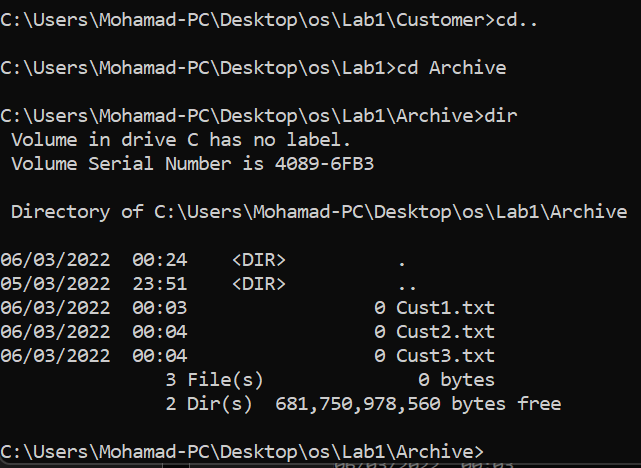 C:\Users\Mohamad-PC\Desktop\os\Lab1\Customer>cd..
C:\Users\Mohamad-PC\Desktop\os\Lab1>cd Archive
C:\Users\Mohamad-PC\Desktop\os\Lab1\Archive>dir
 Volume in drive C has no label.
 Volume Serial Number is 4089-6FB3
 Directory of C:\Users\Mohamad-PC\Desktop\os\Lab1\Archive
06/03/2022  00:24    <DIR>          .
05/03/2022  23:51    <DIR>          ..
06/03/2022  00:03                 0 Cust1.txt
06/03/2022  00:04                 0 Cust2.txt
06/03/2022  00:04                 0 Cust3.txt
               3 File(s)              0 bytes
               2 Dir(s)  681,750,978,560 bytes free
C:\Users\Mohamad-PC\Desktop\os\Lab1\Archive>